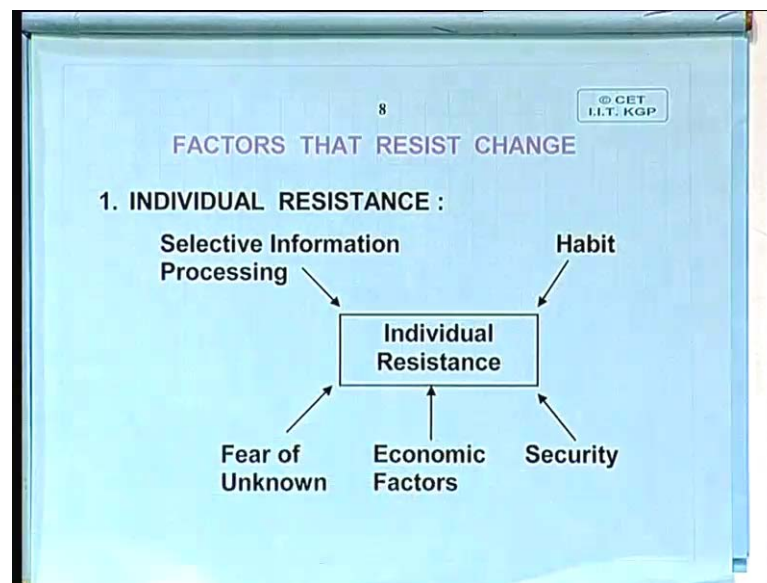 8
© CET
I.I.T. KGP
FACTORS THAT RESIST CHANGE
1. INDIVIDUAL RESISTANCE :
Selective Information
Processing
Habit
Individual
Resistance
Fear of
Unknown
Economic
Factors
Security